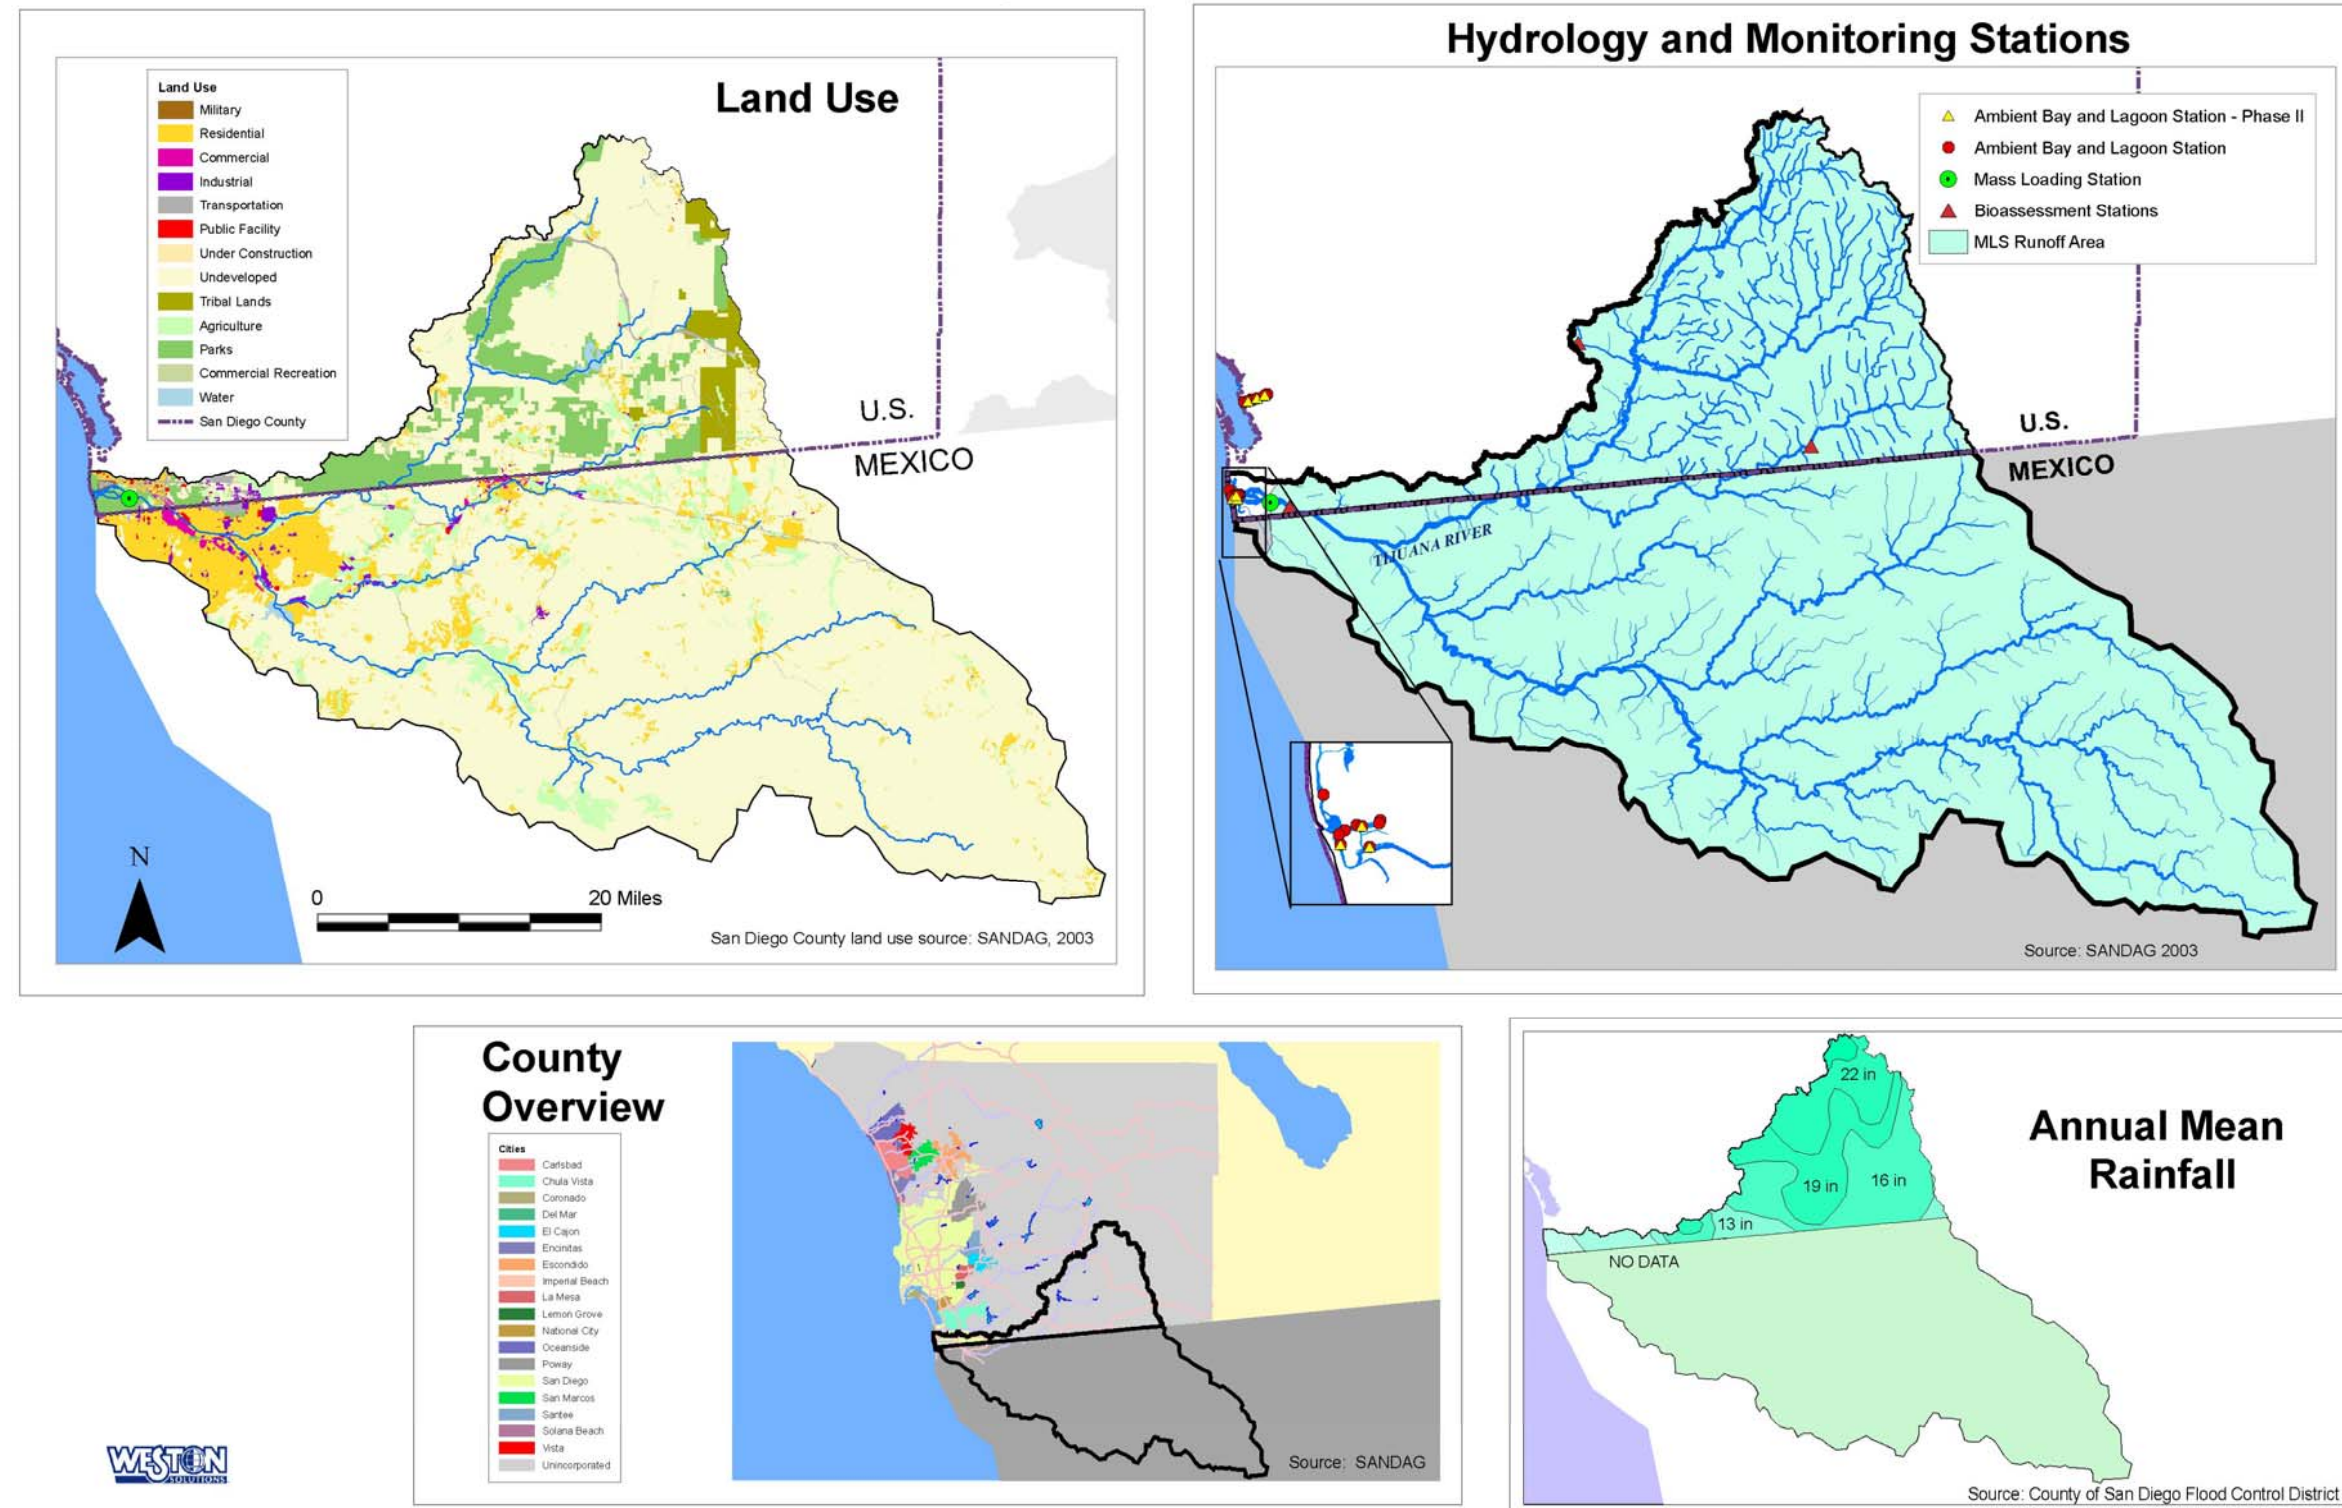 Land Use
Land Use
Military
Residential
Commercial
Industrial
Transportation
Public Facility
Under Construction
Undeveloped
Tribal Lands
Agriculture
Parks
Commercial Recreation
Water
San Diego County
U.S.
MEXICO
N
0
20 Miles
San Diego County land use source: SANDAG, 2003
Hydrology and Monitoring Stations
Ambient Bay and Lagoon Station - Phase II
Ambient Bay and Lagoon Station
Mass Loading Station
Bioassessment Stations
MLS Runoff Area
U.S.
MEXICO
TIJUANA RIVER
Source: SANDAG 2003
County
Overview
Cities
Carlsbad
Chula Vista
Coronado
Del Mar
El Cajon
Encinitas
Escondido
Imperial Beach
La Mesa
Lemon Grove
National City
Oceanside
Poway
San Diego
San Marcos
Santee
Solana Beach
Vista
Unincorporated
Source: SANDAG
Annual Mean
Rainfall
22 in
19 in
16 in
13 in
NO DATA
Source: County of San Diego Flood Control District
WESTON
SOLUTIONS